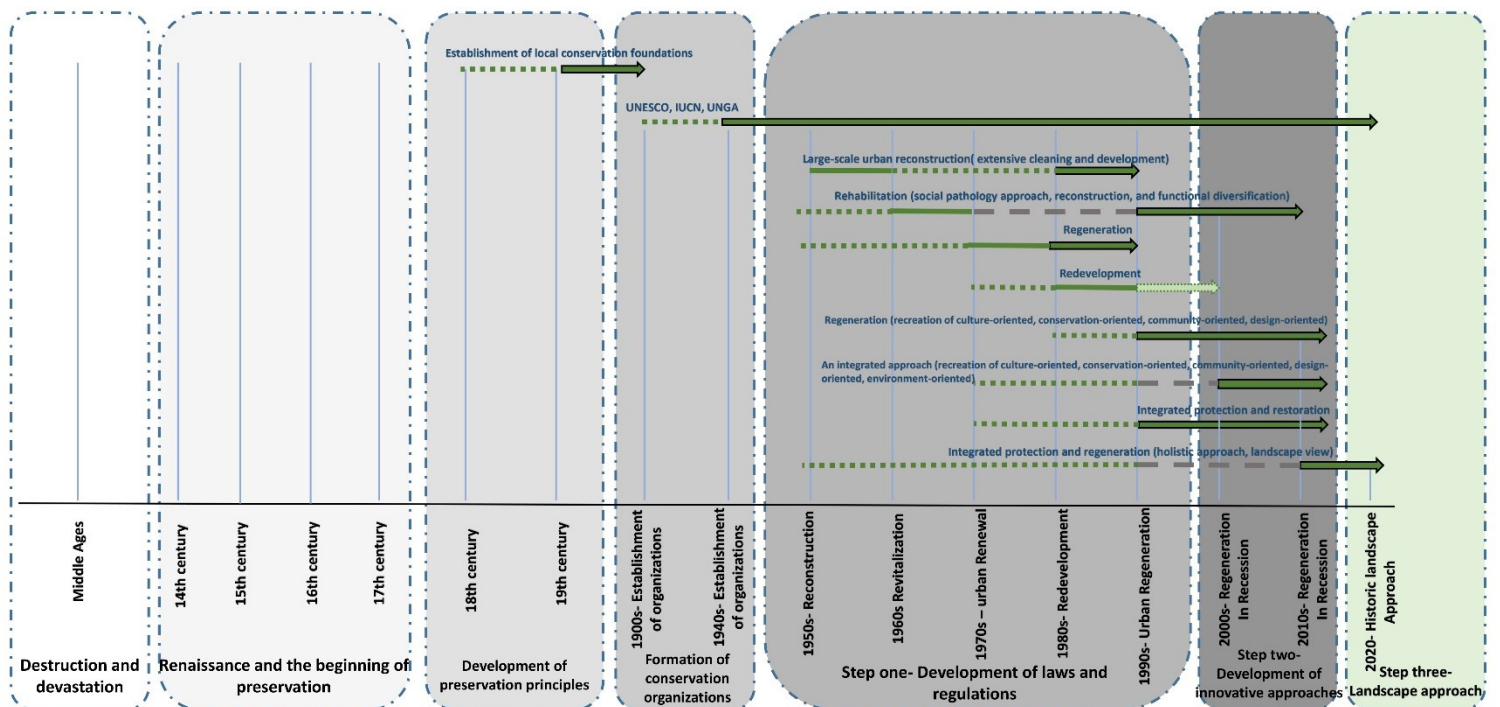 Establishment of local conservation foundations
UNESCO, IUCN, UNGA
Large-scale urban reconstruction( extensive cleaning and development)
Rehabilitation (social pathology approach, reconstruction, and functional diversification)
Regeneration
Redevelopment
Regeneration (recreation of culture-oriented, conservation-oriented, community-oriented, design-oriented)
An integrated approach (recreation of culture-oriented, conservation-oriented, community-oriented, design-
oriented, environment-oriented)
Integrated protection and restoration
Integrated protection and regeneration (holistic approach, landscape view)
Middle Ages
14th century
15th century
16th century
17th century
18th century
19th century
1900s- Establishment
of organizations
1940s- Establishment
of organizations
1950s- Reconstruction
1960s Revitalization
1970s – urban Renewal
1980s- Redevelopment
1990s- Urban Regeneration
2000s- Regeneration
In Recession
2010s- Regeneration
In Recession
2020- Historic landscape
Approach
Destruction and
devastation
Renaissance and the beginning of
preservation
Development of
preservation principles
Formation of
conservation
organizations
Step one- Development of laws and
regulations
Step two-
Development of
innovative approaches
Step three-
Landscape approach